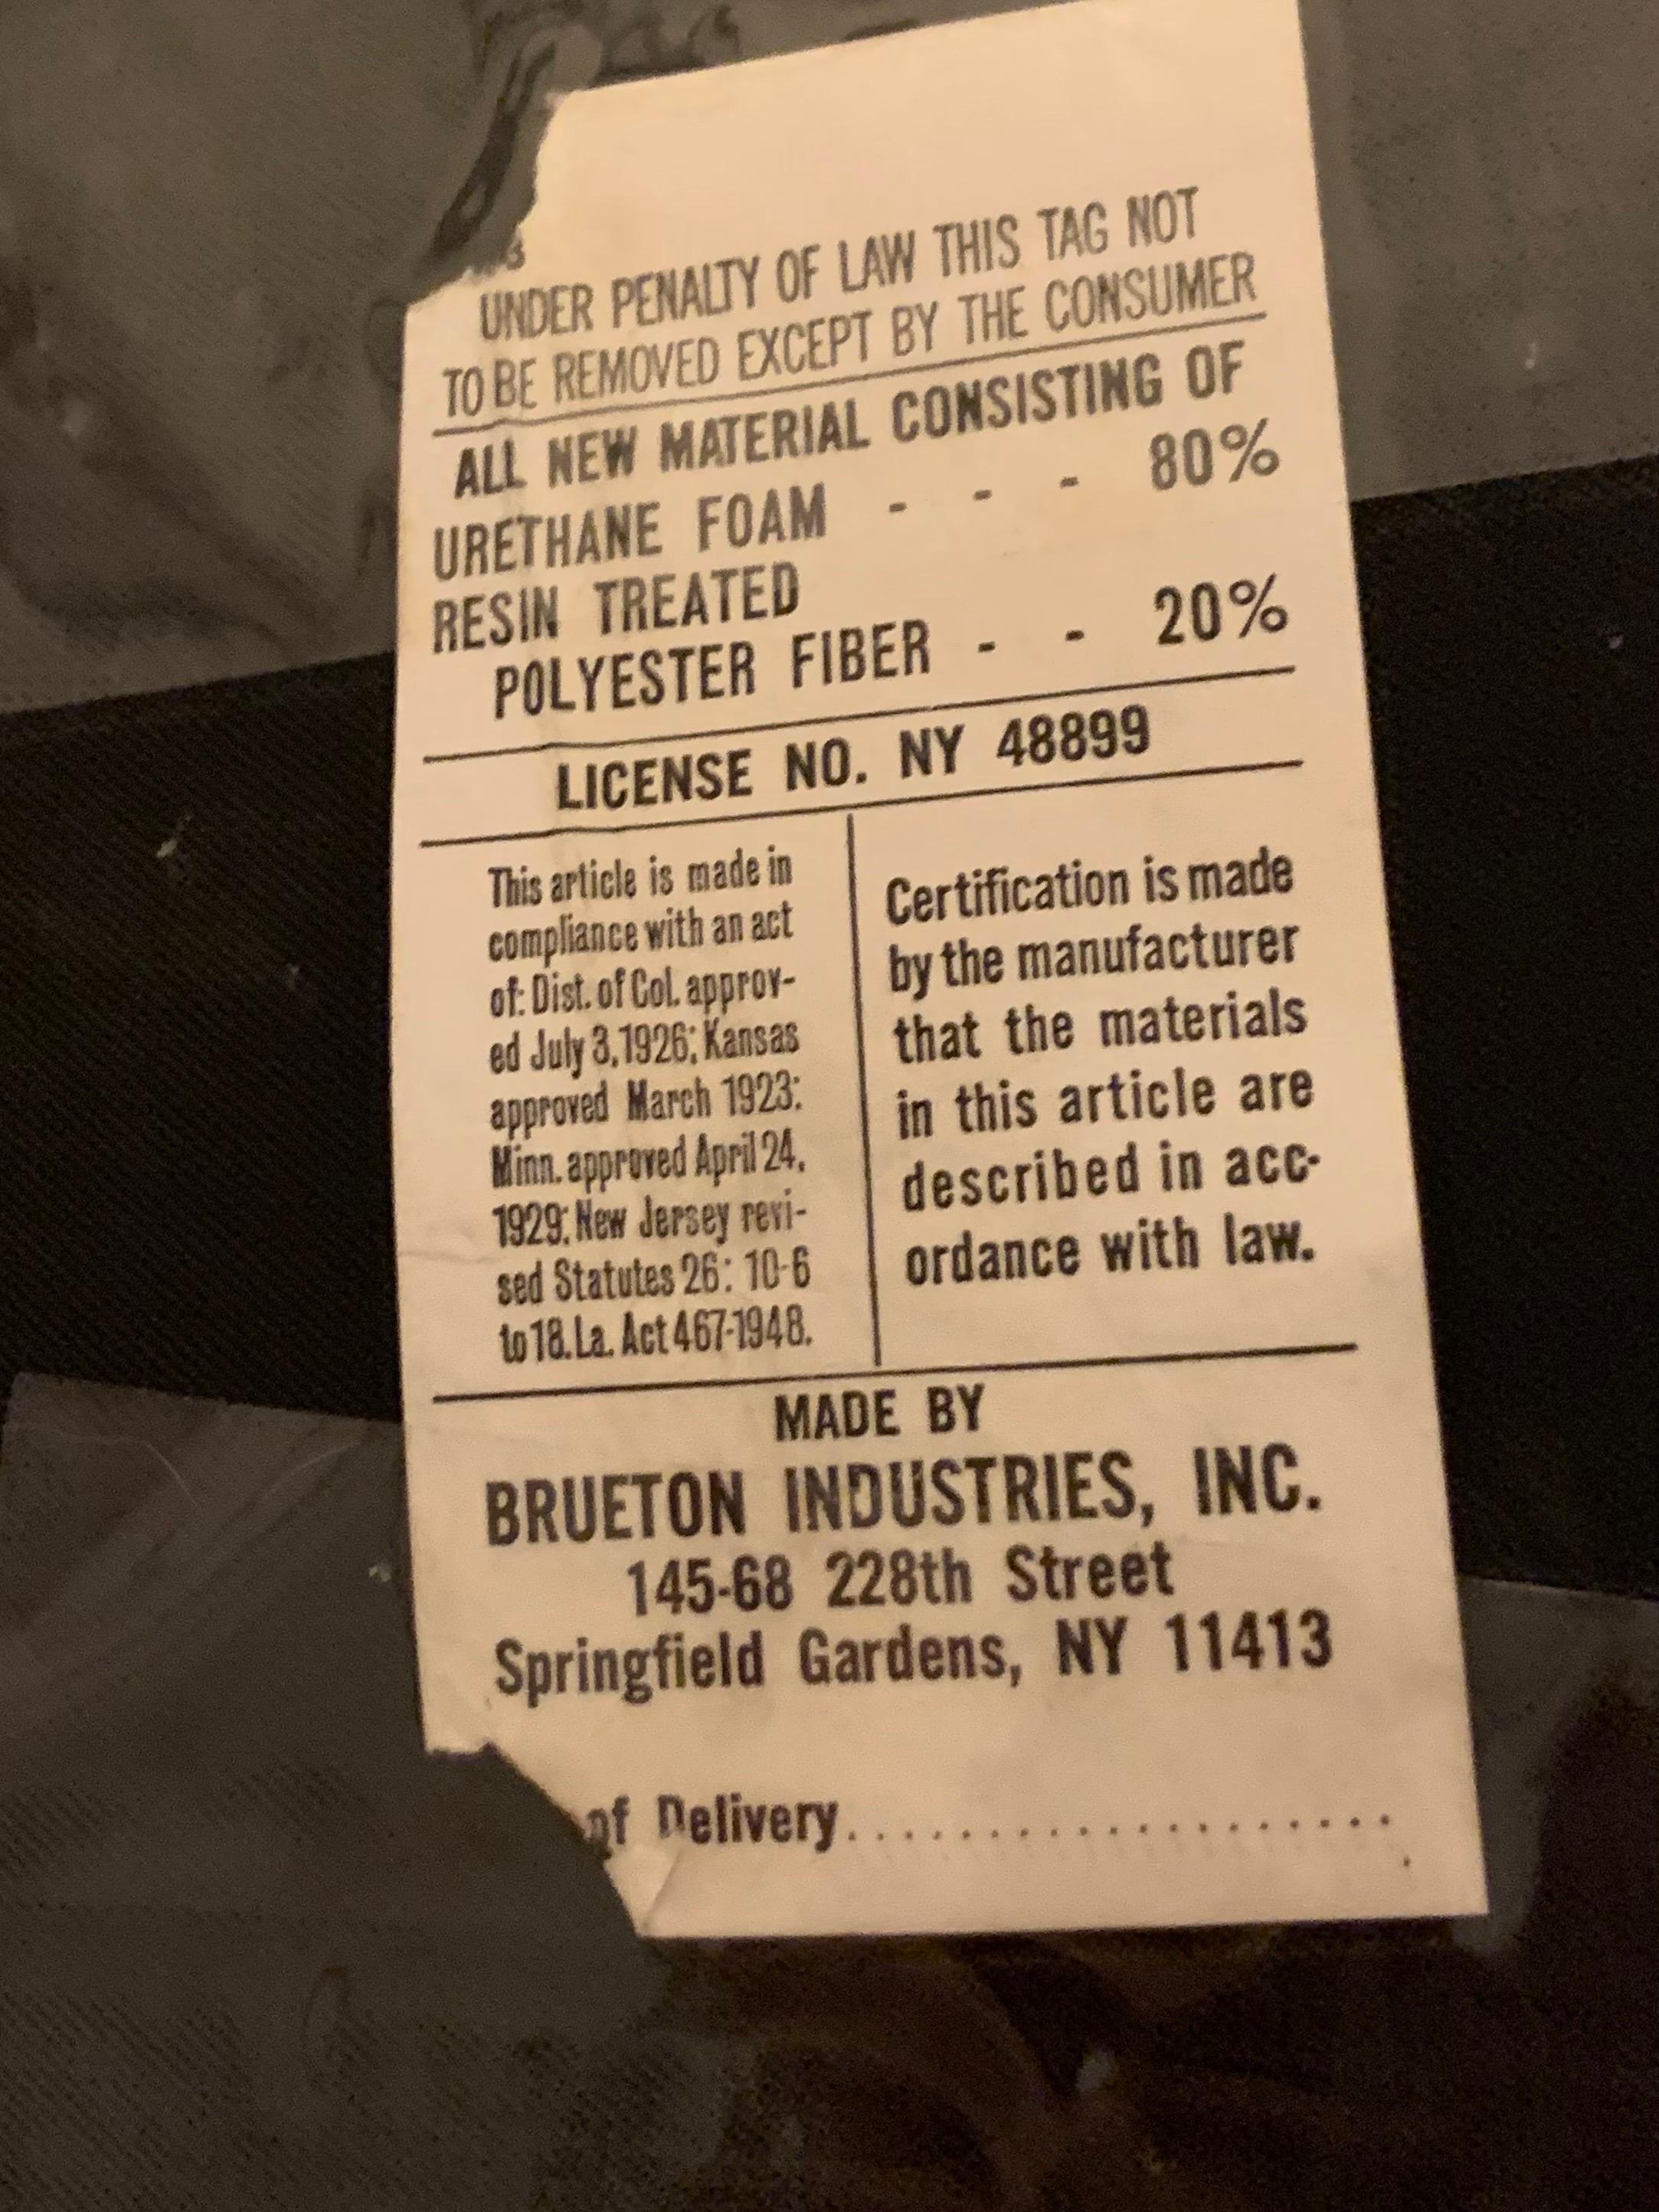 UNDER PENALTY OF LAW THIS TAG NOT
TO BE REMOVED EXCEPT BY THE CONSUMER
ALL NEW MATERIAL CONSISTING OF
URETHANE FOAM - - - 80%
RESIN TREATED
POLYESTER FIBER - - 20%
LICENSE NO. NY 48899
This article is made in
compliance with an act
of: Dist. of Col. approv-
ed July 3, 1926; Kansas
approved March 1923:
Minn. approved April 24,
1929; New Jersey revi-
sed Statutes 26: 10-6
to 18. La. Act 467-1948.
Certification is made
by the manufacturer
that the materials
in this article are
described in acc-
ordance with law.
MADE BY
BRUETON INDUSTRIES, INC.
145-68 228th Street
Springfield Gardens, NY 11413
of Delivery....................